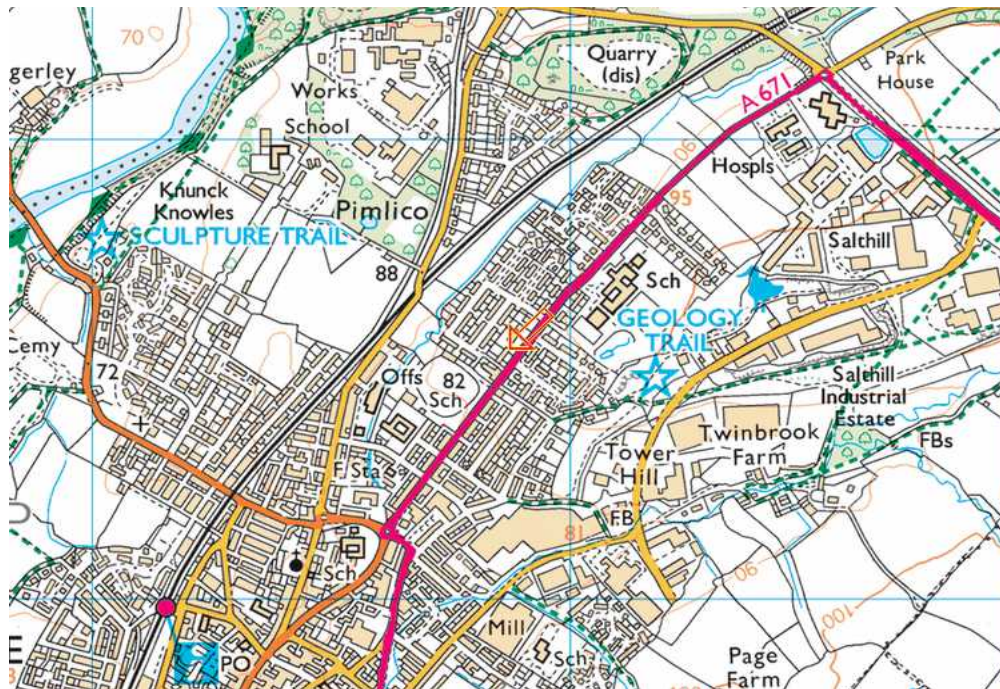 70
gerley
Works
School
Quarry
(dis)
A 671
Park
House
Hospls
90
95
Knunck
Knowles
SCULPTURE TRAIL
Pimlico
88
Salthill
Sch
GEOLOGY
TRAIL
Cemy
72
Offs
82
Sch
Salthill
Industrial
Estate
FBs
Twinbrook
Farm
Tower
Hill
F Sta
FB
81
90
100
Sch
Mill
Sch
PO
E
Page
Farm